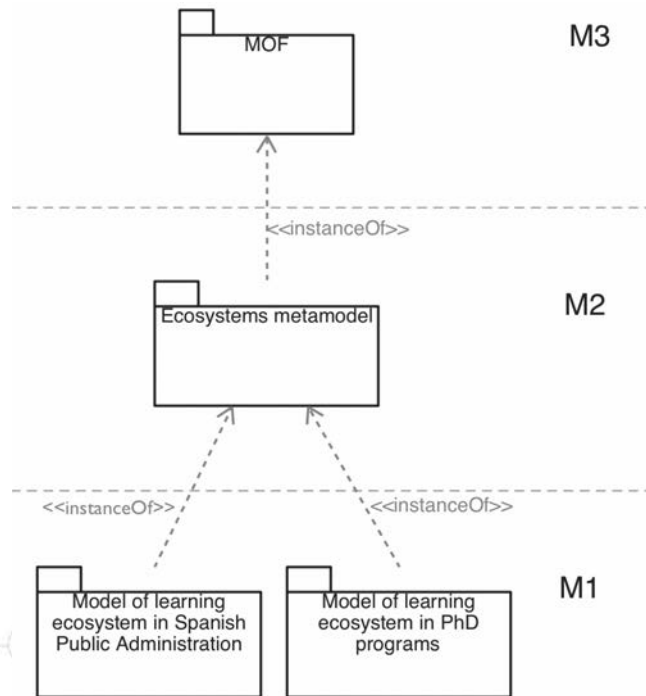 MOF
M3
<<instanceOf>>
Ecosystems metamodel
M2
<<instanceOf>>
<<instanceOf>>
Model of learning
ecosystem in Spanish
Public Administration
Model of learning
ecosystem in PhD
programs
M1